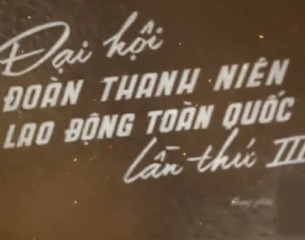 Đại hội
ĐOÀN THANH NIÊN
LAO ĐỘNG TOÀN QUỐC
lần thứ III